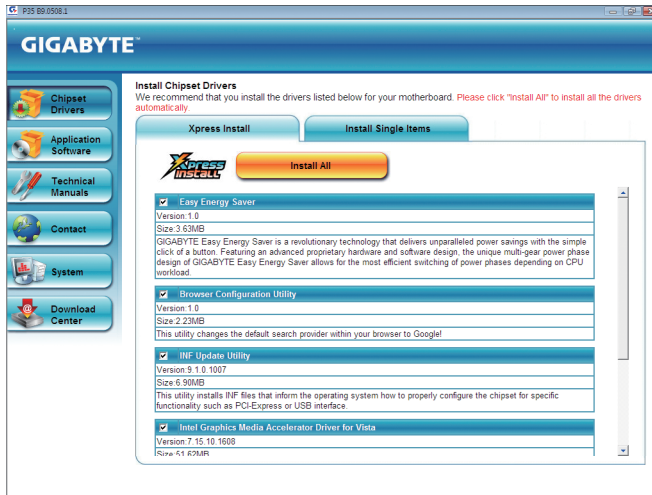 P35 B9.0508.1
GIGABYTE™
Chipset
Drivers
Application
Software
Technical
Manuals
Contact
System
Download
Center
Install Chipset Drivers
We recommend that you install the drivers listed below for your motherboard. Please click "Install All" to install all the drivers
automatically.
Xpress Install
Install Single Items
Xpress
INSTALL
Install All
Easy Energy Saver
Version:1.0
Size:3.63MB
GIGABYTE Easy Energy Saver is a revolutionary technology that delivers unparalleled power savings with the simple
click of a button. Featuring an advanced proprietary hardware and software design, the unique multi-gear power phase
design of GIGABYTE Easy Energy Saver allows for the most efficient switching of power phases depending on CPU
workload.
Browser Configuration Utility
Version:1.0
Size:2.23MB
This utility changes the default search provider within your browser to Google!
INF Update Utility
Version:9.1.0.1007
Size:6.90MB
This utility installs INF files that inform the operating system how to properly configure the chipset for specific
functionality such as PCI-Express or USB interface.
Intel Graphics Media Accelerator Driver for Vista
Version:7.15.10.1608
Size:51.62MB